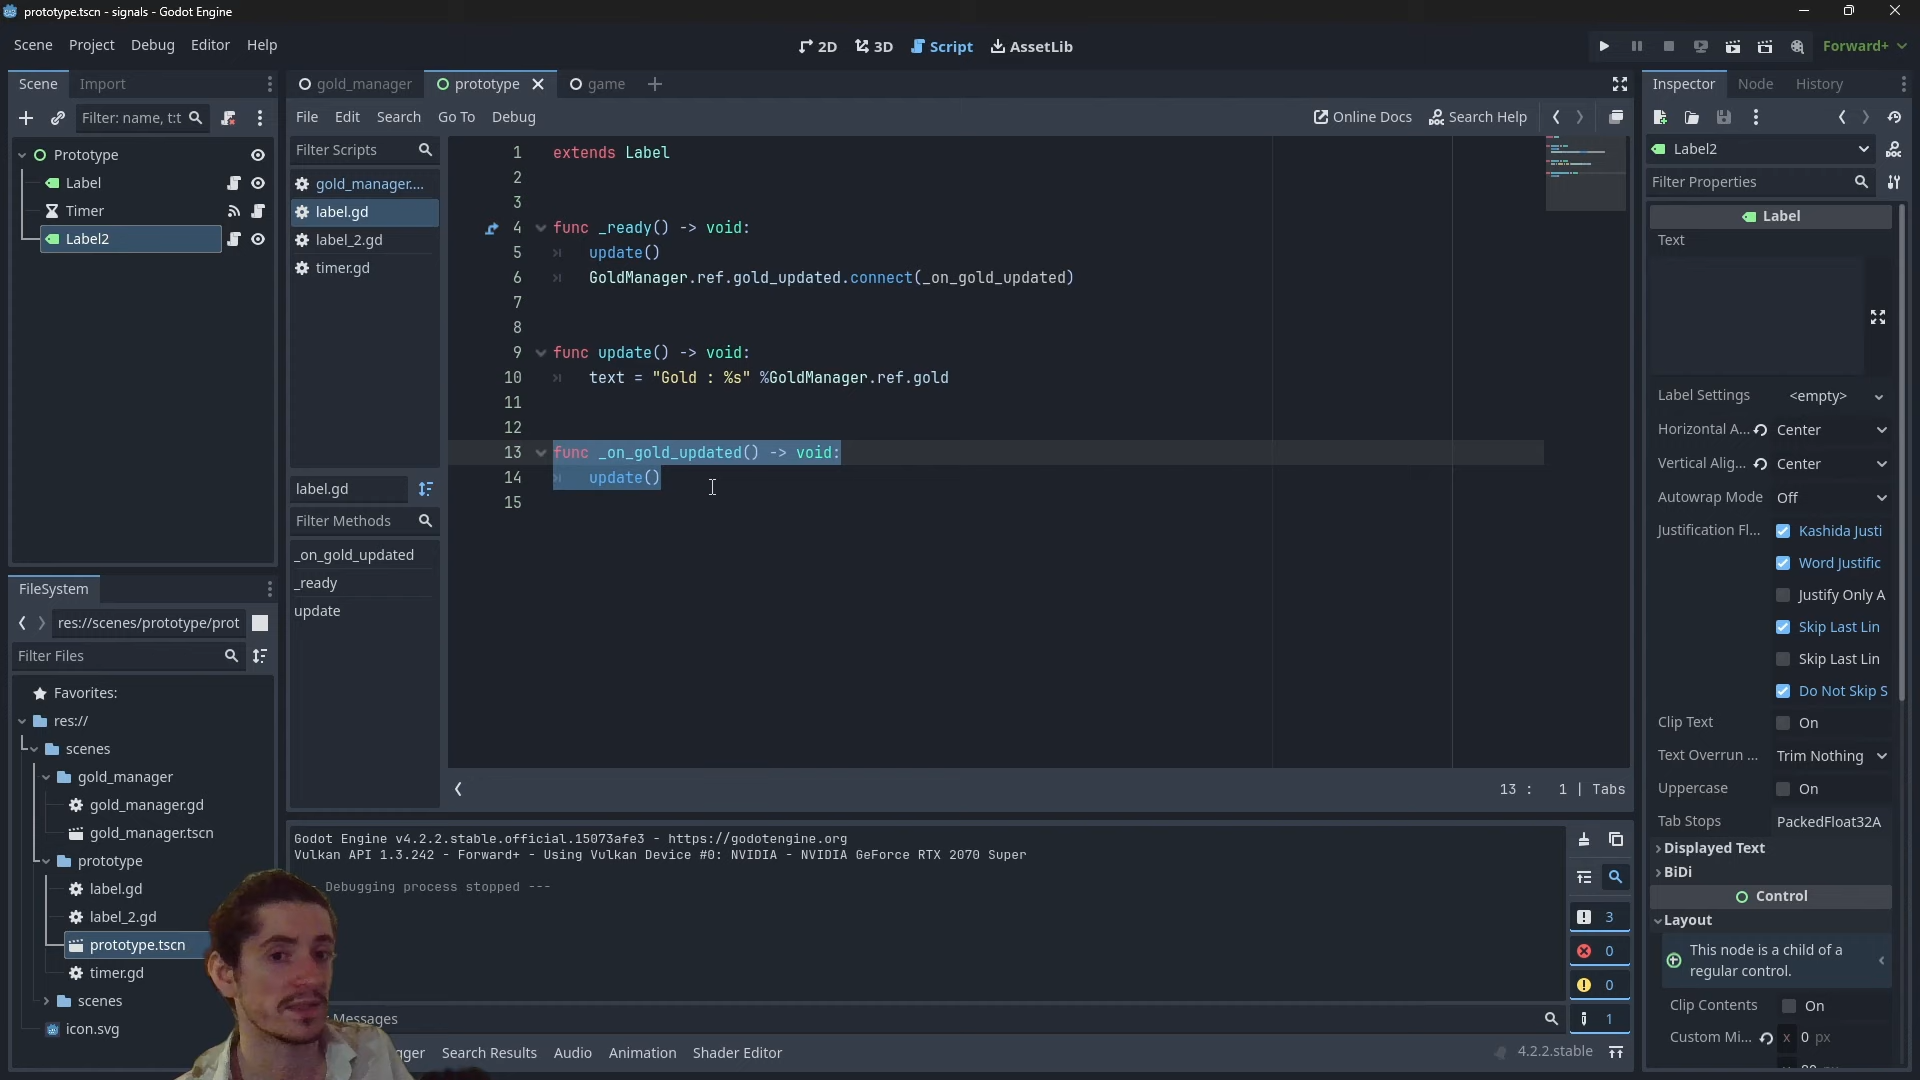 prototype.tscn - signals - Godot Engine
Scene Project Debug Editor Help
2D 3D Script AssetLib
Forward+
Scene Import
Filter: name, t:t
Prototype
Label
Timer
Label2
gold_manager prototype game
File Edit Search Go To Debug
Online Docs Search Help
Filter Scripts
gold_manager....
label.gd
label_2.gd
timer.gd
label.gd
Filter Methods
_on_gold_updated
_ready
update
1 extends Label
2
3
4 func _ready() -> void:
5 update()
6 GoldManager.ref.gold_updated.connect(_on_gold_updated)
7
8
9 func update() -> void:
10 text = "Gold : %s" %GoldManager.ref.gold
11
12
13 func _on_gold_updated() -> void:
14 update()
15
13 : 1 | Tabs
FileSystem
res://scenes/prototype/prot
Filter Files
Favorites:
res://
scenes
gold_manager
gold_manager.gd
gold_manager.tscn
prototype
label.gd
label_2.gd
prototype.tscn
timer.gd
scenes
icon.svg
Godot Engine v4.2.2.stable.official.15073afe3 - https://godotengine.org
Vulkan API 1.3.242 - Forward+ - Using Vulkan Device #0: NVIDIA - NVIDIA GeForce RTX 2070 Super
Debugging process stopped ---
3
0
0
1
Messages
Search Results Audio Animation Shader Editor
4.2.2.stable
Inspector Node History
Label2
Filter Properties
Label
Text
Label Settings <empty>
Horizontal A... Center
Vertical Alig... Center
Autowrap Mode Off
Justification Fl... Kashida Justi
Word Justific
Justify Only A
Skip Last Lin
Skip Last Lin
Do Not Skip S
Clip Text On
Text Overrun ... Trim Nothing
Uppercase On
Tab Stops PackedFloat32A
Displayed Text
BiDi
Control
Layout
This node is a child of a
regular control.
Clip Contents On
Custom Mi... x 0 px